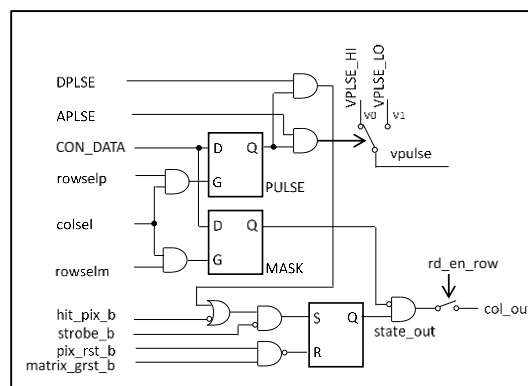 DPLSE
APLSE
CON_DATA
rowselp
colsel
rowselm
hit_pix_b
strobe_b
pix_rst_b
matrix_grst_b
D Q
G
PULSE
D Q
G
MASK
S Q
R
VPLSE_HI
VPLSE_LO
V0 V1
vpulse
rd_en_row
state_out
col_out